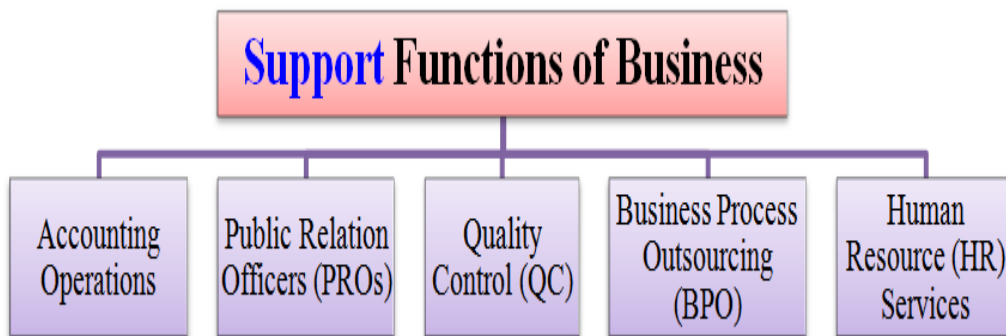 Support Functions of Business
Accounting
Operations
Public Relation
Officers (PROs)
Quality
Control (QC)
Business Process
Outsourcing
(BPO)
Human
Resource (HR)
Services